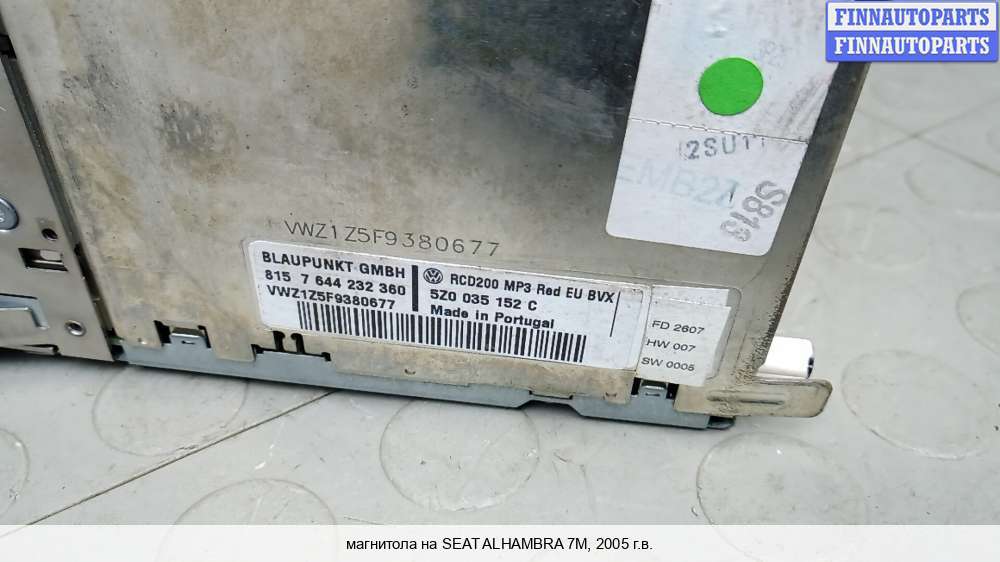 FINNAUTOPARTS
FINNAUTOPARTS
2SU1
EMB27
S813
VWZ1Z5F9380677
BLAUPUNKT GMBH
815 7 644 232 360
VWZ1Z5F9380677
RCD200 MP3 Red EU BVX
5Z0 035 152 C
Made in Portugal
FD 2607
HW 007
SW 0005
магнитола на SEAT ALHAMBRA 7M, 2005 г.в.